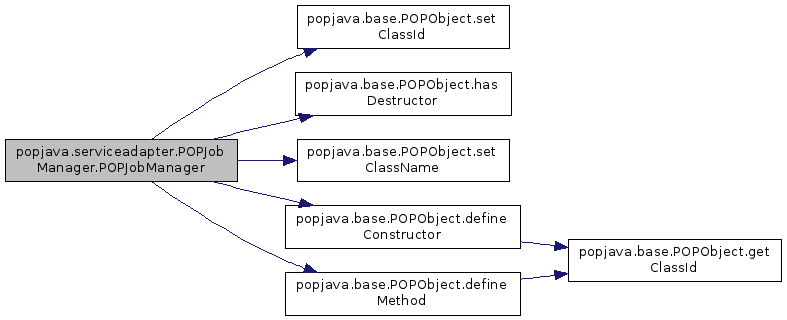 popjava.base.POPObject.set
ClassId
popjava.base.POPObject.has
Destructor
popjava.serviceadapter.POPJob
Manager.POPJobManager
popjava.base.POPObject.set
ClassName
popjava.base.POPObject.define
Constructor
popjava.base.POPObject.get
ClassId
popjava.base.POPObject.define
Method